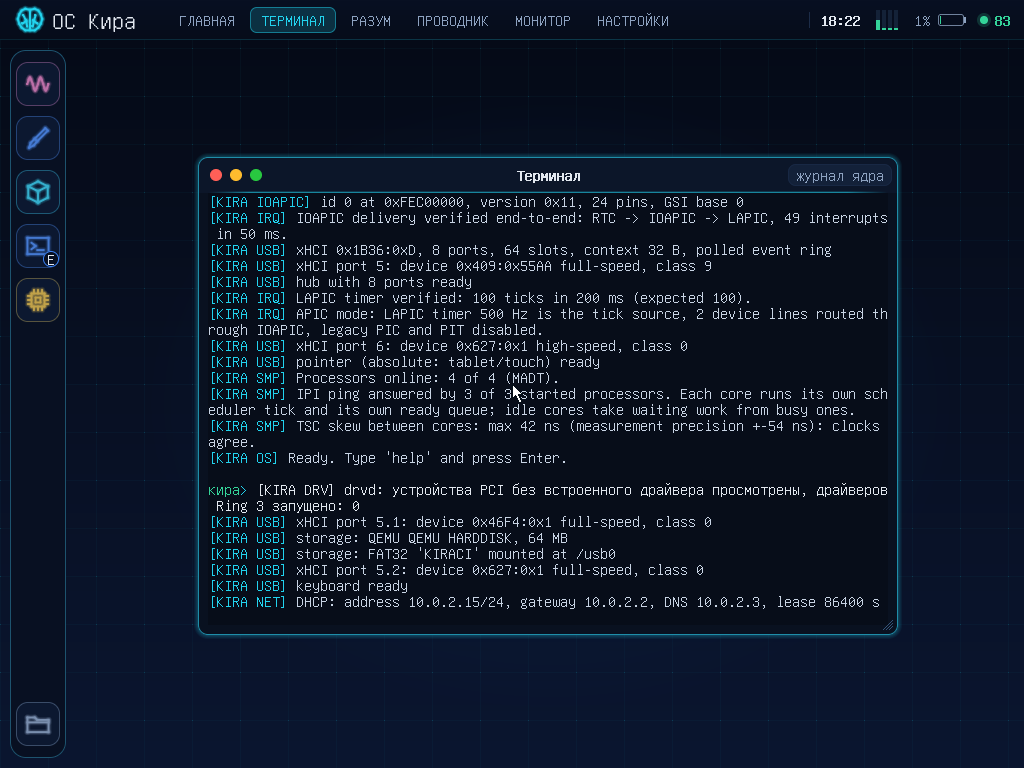 ОС Кира
ГЛАВНАЯ
ТЕРМИНАЛ
РАЗУМ
ПРОВОДНИК
МОНИТОР
НАСТРОЙКИ
18:22
1%
83
E
Терминал
журнал ядра
[KIRA IOAPIC] id 0 at 0xFEC00000, version 0x11, 24 pins, GSI base 0
[KIRA IRQ] IOAPIC delivery verified end-to-end: RTC -> IOAPIC -> LAPIC, 49 interrupts
in 50 ms.
[KIRA USB] xHCI 0x1B36:0xD, 8 ports, 64 slots, context 32 B, polled event ring
[KIRA USB] xHCI port 5: device 0x409:0x55AA full-speed, class 9
[KIRA USB] hub with 8 ports ready
[KIRA IRQ] LAPIC timer verified: 100 ticks in 200 ms (expected 100).
[KIRA IRQ] APIC mode: LAPIC timer 500 Hz is the tick source, 2 device lines routed th
rough IOAPIC, legacy PIC and PIT disabled.
[KIRA USB] xHCI port 6: device 0x627:0x1 high-speed, class 0
[KIRA USB] pointer (absolute: tablet/touch) ready
[KIRA SMP] Processors online: 4 of 4 (MADT).
[KIRA SMP] IPI ping answered by 3 of 3 started processors. Each core runs its own sch
eduler tick and its own ready queue; idle cores take waiting work from busy ones.
[KIRA SMP] TSC skew between cores: max 42 ns (measurement precision +-54 ns): clocks
agree.
[KIRA OS] Ready. Type 'help' and press Enter.
кира> [KIRA DRV] drvd: устройства PCI без встроенного драйвера просмотрены, драйверов
Ring 3 запущено: 0
[KIRA USB] xHCI port 5.1: device 0x46F4:0x1 full-speed, class 0
[KIRA USB] storage: QEMU QEMU HARDDISK, 64 MB
[KIRA USB] storage: FAT32 'KIRACI' mounted at /usb0
[KIRA USB] xHCI port 5.2: device 0x627:0x1 full-speed, class 0
[KIRA USB] keyboard ready
[KIRA NET] DHCP: address 10.0.2.15/24, gateway 10.0.2.2, DNS 10.0.2.3, lease 86400 s